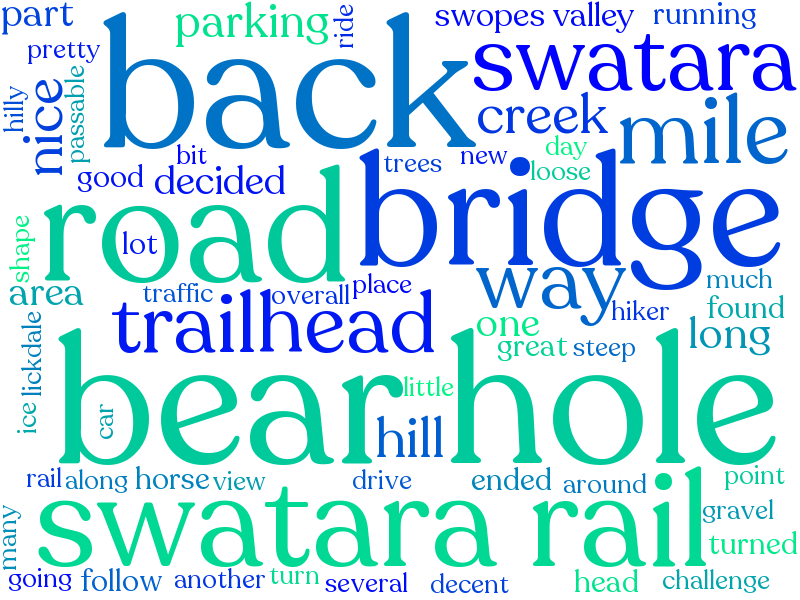 part
parking
ride
swopes valley
running
pretty
back
swatara
hilly
nice
passable
creek
mile
bit
trees
new
day
loose
good
decided
bridge
road
lot
shape
area
traffic
overall
place
way
much
hiker
found
trailhead
one
long
great
steep
lickdale
ice
bear hole
little
car
hill
rail
along
horse
view
drive
ended
around
point
swatara rail
gravel
many
turned
going
follow
another
turn
several
decent
head
challenge